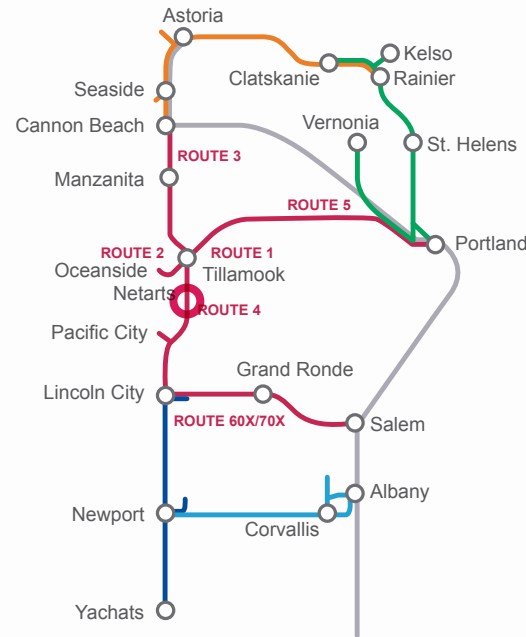 Astoria
Kelso
Clatskanie
Rainier
Seaside
Cannon Beach
Vernonia
St. Helens
ROUTE 3
Manzanita
ROUTE 5
Portland
ROUTE 2
ROUTE 1
Oceanside
Tillamook
Netarts
ROUTE 4
Pacific City
Grand Ronde
Lincoln City
ROUTE 60X/70X
Salem
Albany
Newport
Corvallis
Yachats